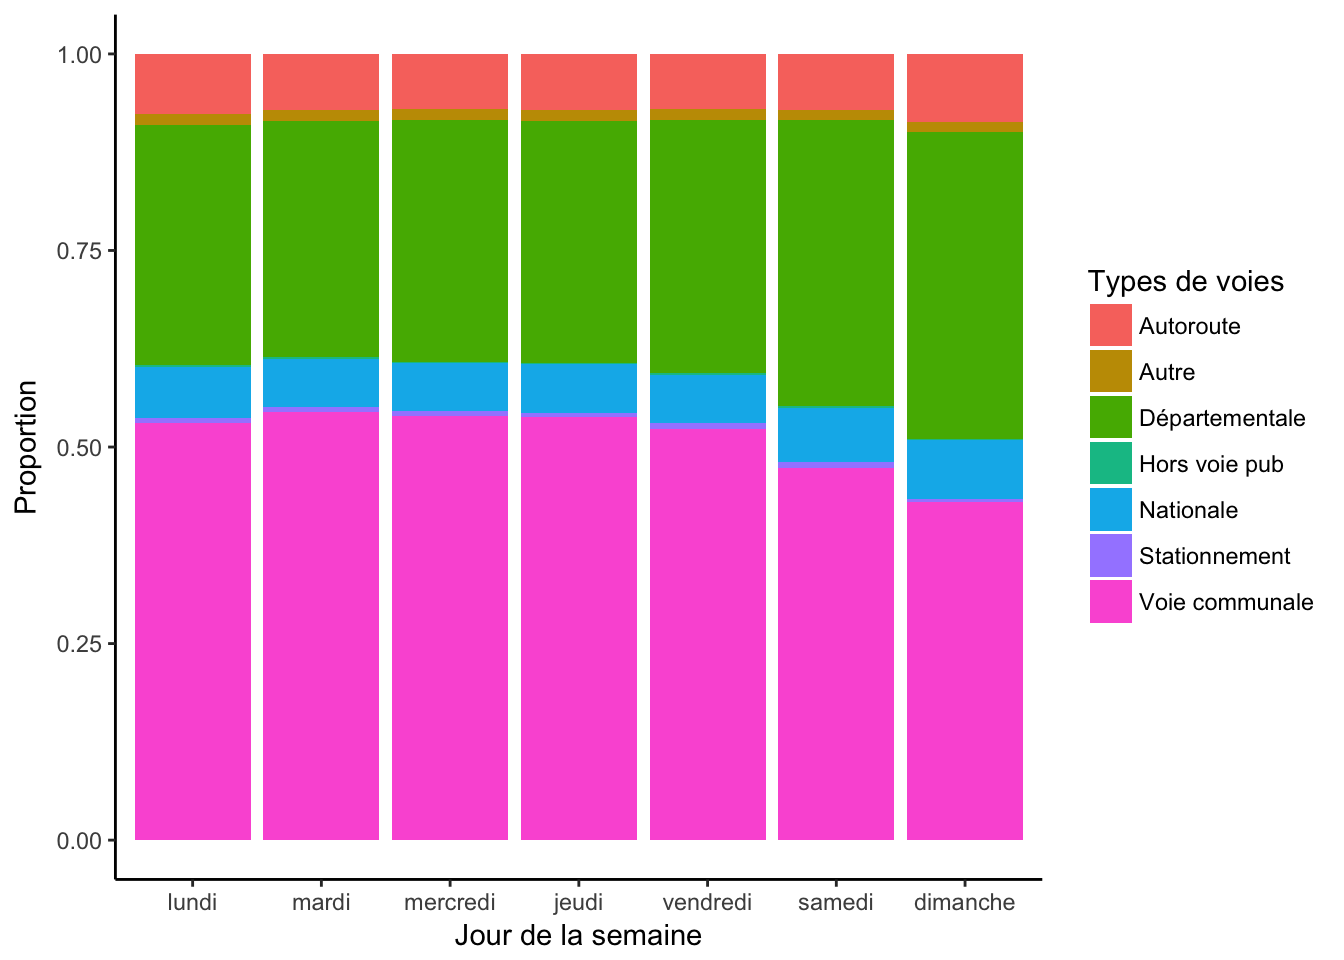 1.00
0.75
0.50
0.25
0.00
Proportion
lundi mardi mercredi jeudi vendredi samedi dimanche
Jour de la semaine
Types de voies
Autoroute
Autre
Départementale
Hors voie pub
Nationale
Stationnement
Voie communale